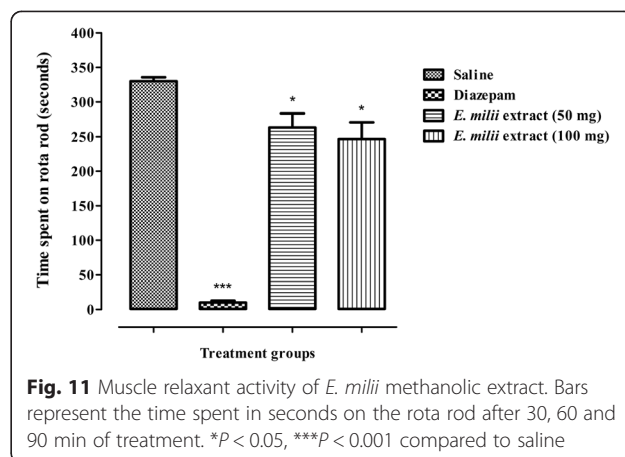 400
350
300
250
200
150
100
50
0
Time spent on rota rod (seconds)
***
*
*
Treatment groups
Saline
Diazepam
E. milii extract (50 mg)
E. milii extract (100 mg)
Fig. 11 Muscle relaxant activity of E. milii methanolic extract. Bars
represent the time spent in seconds on the rota rod after 30, 60 and
90 min of treatment. *P < 0.05, ***P < 0.001 compared to saline